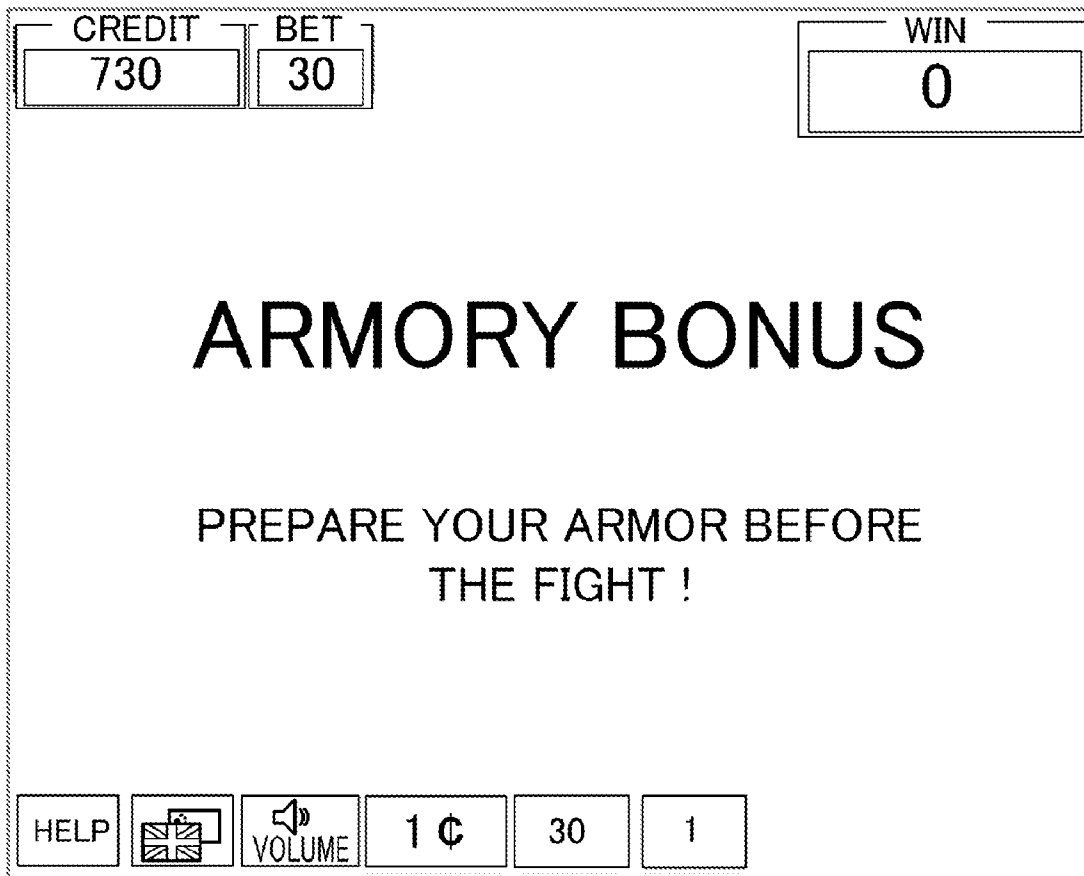 CREDIT BET WIN
730 30 0
ARMORY BONUS
PREPARE YOUR ARMOR BEFORE
THE FIGHT !
HELP VOLUME 1 ¢ 30 1